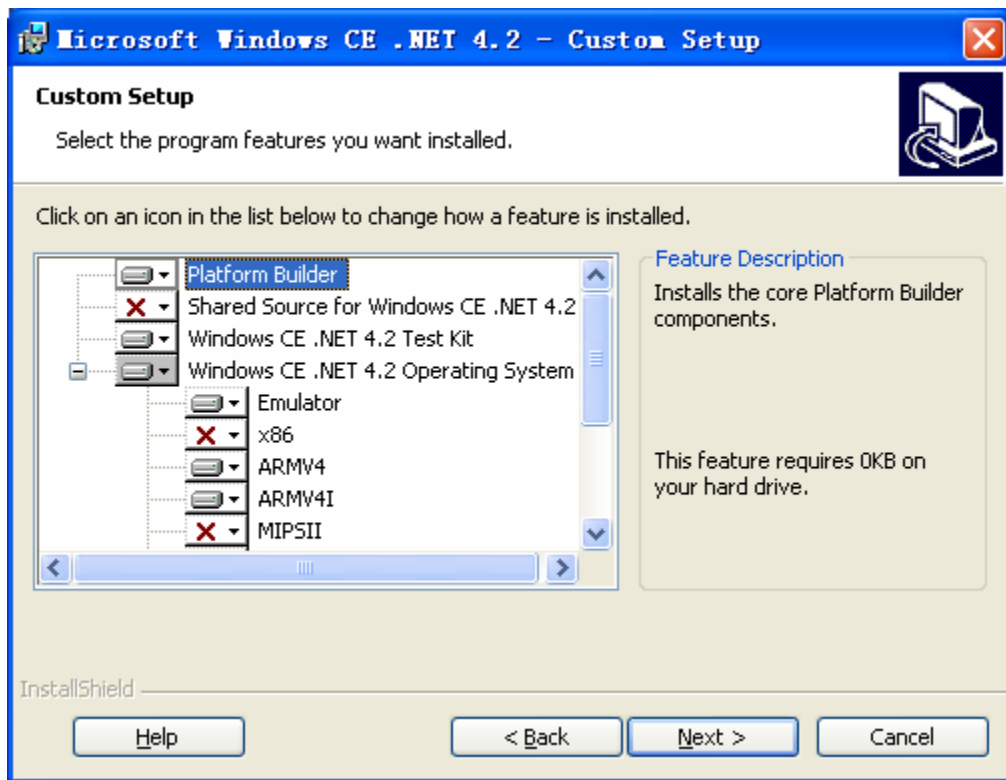 Microsoft Windows CE .NET 4.2 - Custom Setup
Custom Setup
Select the program features you want installed.
Click on an icon in the list below to change how a feature is installed.
Platform Builder
Shared Source for Windows CE .NET 4.2
Windows CE .NET 4.2 Test Kit
Windows CE .NET 4.2 Operating System
Emulator
x86
ARMV4
ARMV4I
MIPSII
Feature Description
Installs the core Platform Builder
components.
This feature requires 0KB on
your hard drive.
InstallShield
Help
< Back
Next >
Cancel